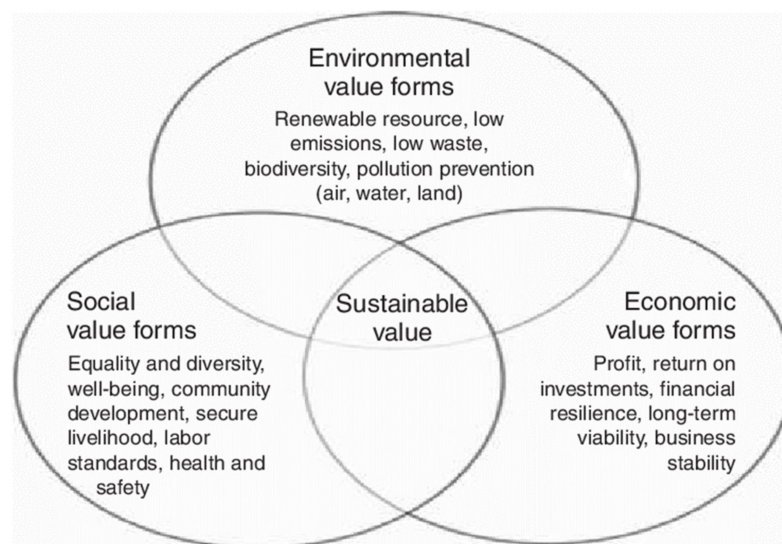 Environmental
value forms
Renewable resource, low
emissions, low waste,
biodiversity, pollution prevention
(air, water, land)
Social
value forms
Equality and diversity,
well-being, community
development, secure
livelihood, labor
standards, health and
safety
Sustainable
value
Economic
value forms
Profit, return on
investments, financial
resilience, long-term
viability, business
stability